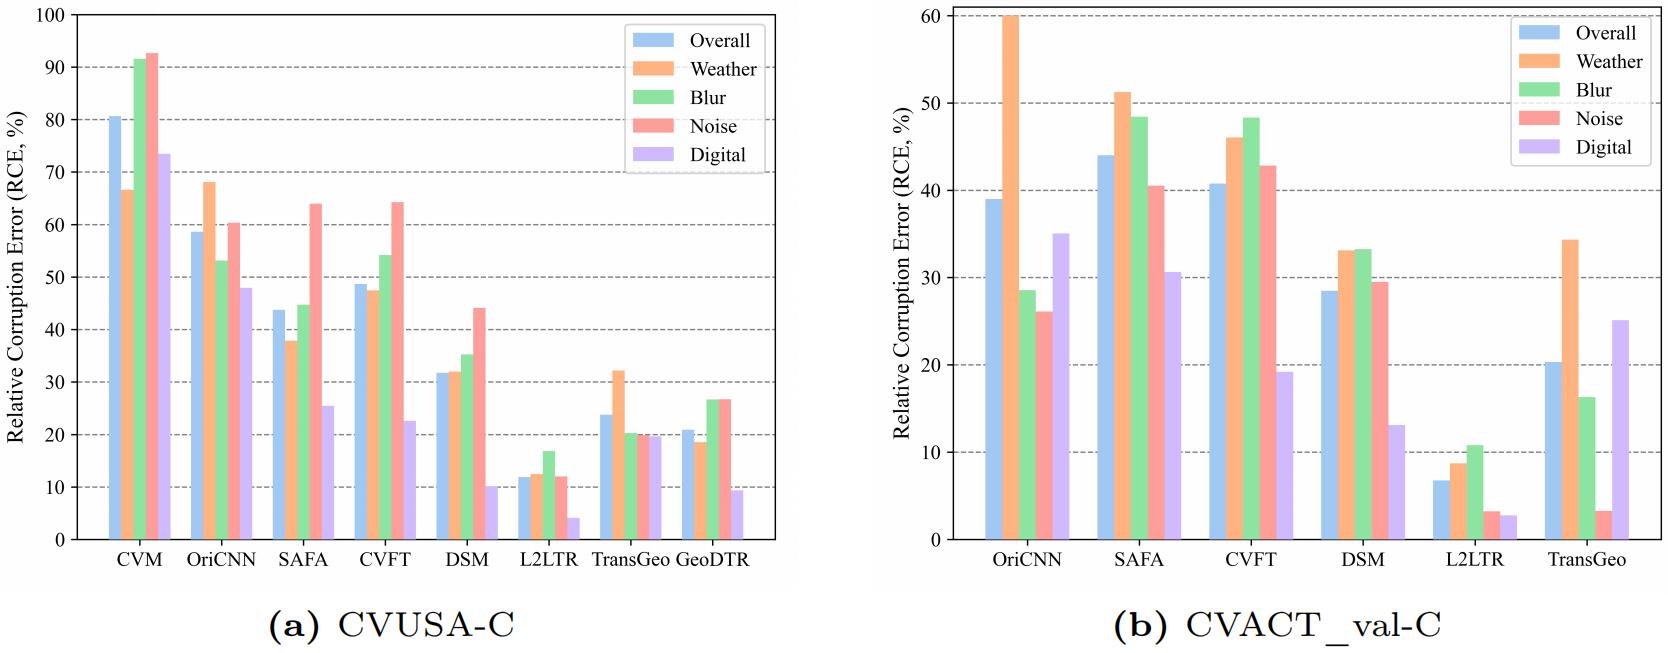 Relative Corruption Error (RCE, %)
100
90
80
70
60
50
40
30
20
10
0
Overall
Weather
Blur
Noise
Digital
CVM OriCNN SAFA CVFT DSM L2LTR TransGeo GeoDTR
(a) CVUSA-C
Relative Corruption Error (RCE, %)
60
50
40
30
20
10
0
Overall
Weather
Blur
Noise
Digital
OriCNN SAFA CVFT DSM L2LTR TransGeo
(b) CVACT_val-C